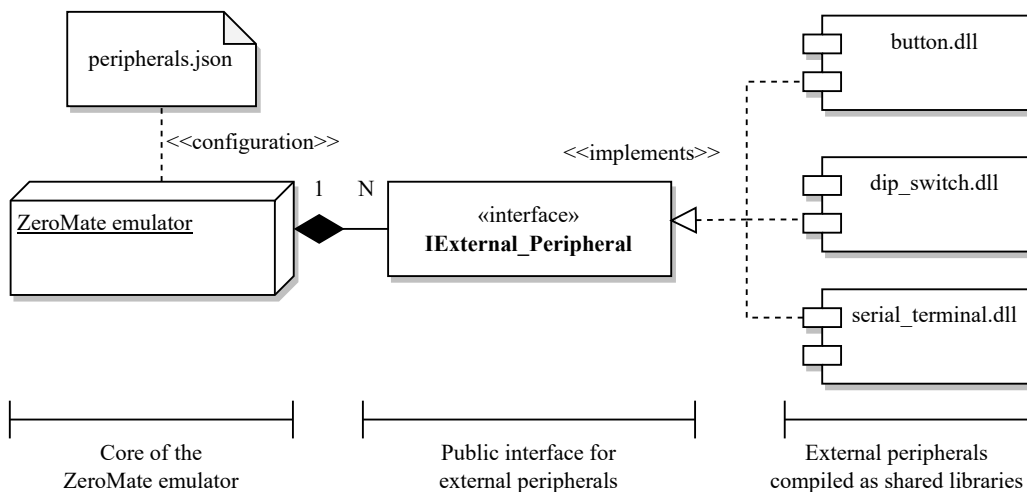 peripherals.json
<<configuration>>
ZeroMate emulator
1
N
«interface»
IExternal_Peripheral
<<implements>>
button.dll
dip_switch.dll
serial_terminal.dll
Core of the
ZeroMate emulator
Public interface for
external peripherals
External peripherals
compiled as shared libraries